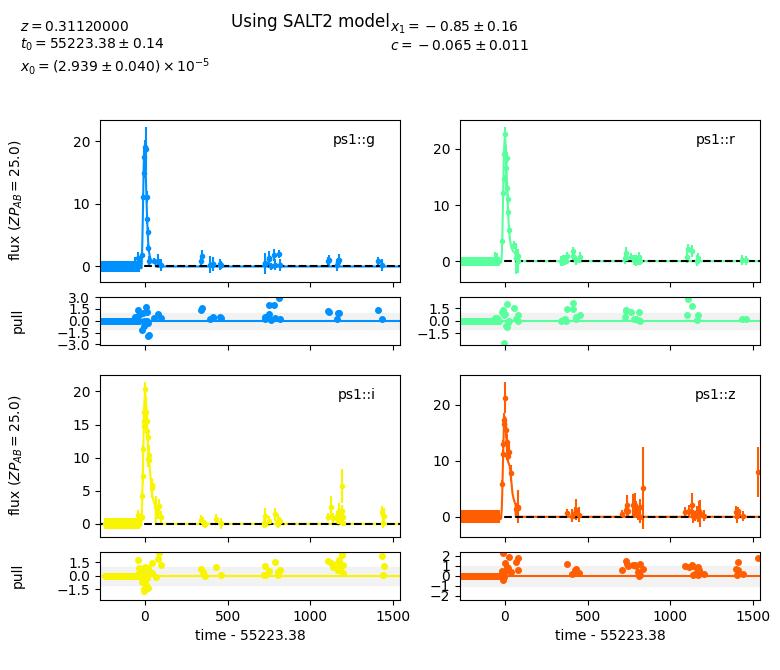 Using SALT2 model
z = 0.31120000
t₀ = 55223.38 ± 0.14
x₀ = (2.939 ± 0.040) × 10⁻⁵
x₁ = −0.85 ± 0.16
c = −0.065 ± 0.011
ps1::g
20
10
0
flux (ZP_AB = 25.0)
ps1::r
20
10
0
3.0
1.5
0.0
−1.5
−3.0
pull
1.5
0.0
−1.5
ps1::i
20
15
10
5
0
flux (ZP_AB = 25.0)
ps1::z
20
10
0
1.5
0.0
−1.5
pull
0 500 1000 1500
time - 55223.38
2
1
0
−1
−2
0 500 1000 1500
time - 55223.38